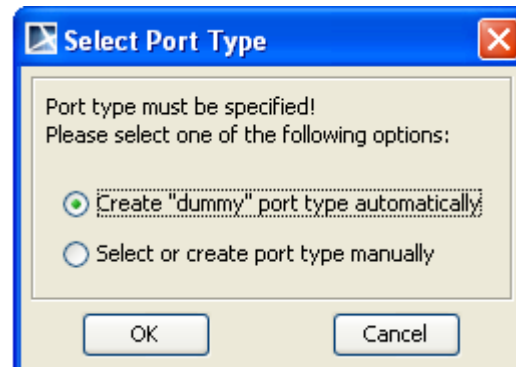 Select Port Type
Port type must be specified!
Please select one of the following options:
Create "dummy" port type automatically
Select or create port type manually
OK Cancel